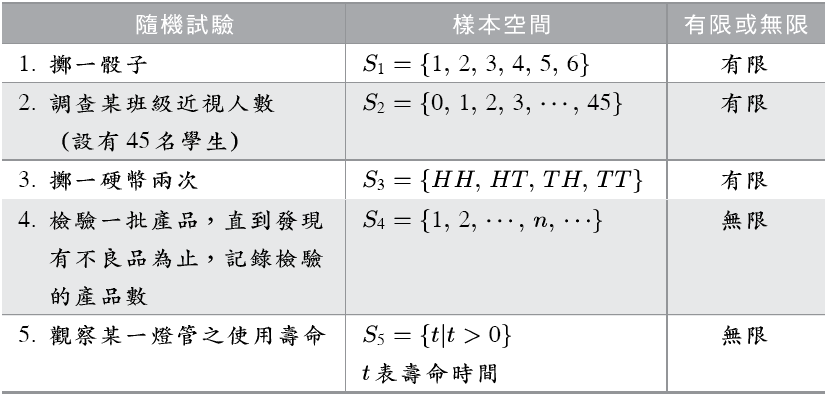 隨機試驗 樣本空間 有限或無限
1. 擲一骰子 S₁ = {1, 2, 3, 4, 5, 6} 有限
2. 調查某班級近視人數 S₂ = {0, 1, 2, 3, ⋯, 45} 有限
(設有 45 名學生)
3. 擲一硬幣兩次 S₃ = {HH, HT, TH, TT} 有限
4. 檢驗一批產品，直到發現 S₄ = {1, 2, ⋯, n, ⋯} 無限
有不良品為止，記錄檢驗
的產品數
5. 觀察某一燈管之使用壽命 S₅ = {t|t > 0} 無限
t 表壽命時間